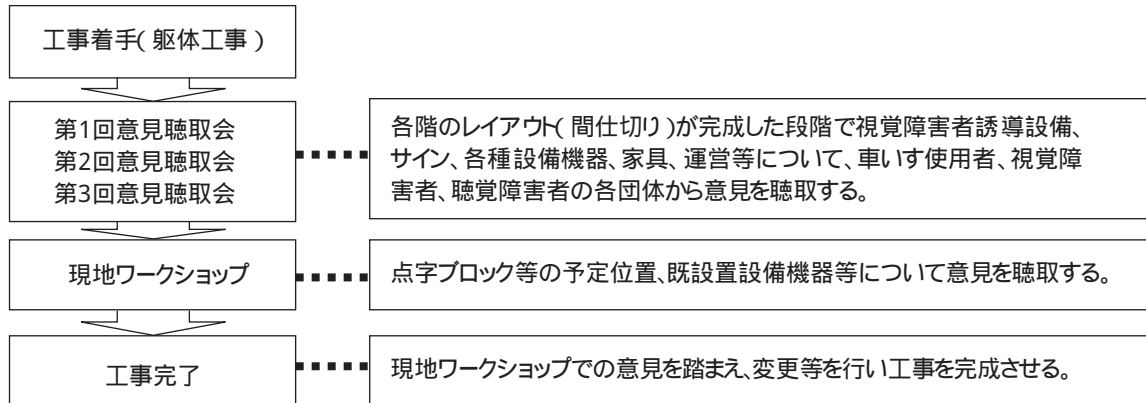 工事着手(躯体工事)
第1回意見聴取会
第2回意見聴取会
第3回意見聴取会
各階のレイアウト(間仕切り)が完成した段階で視覚障害者誘導設備、
サイン、各種設備機器、家具、運営等について、車いす使用者、視覚障
害者、聴覚障害者の各団体から意見を聴取する。
現地ワークショップ
点字ブロック等の予定位置、既設置設備機器等について意見を聴取する。
工事完了
現地ワークショップでの意見を踏まえ、変更等を行い工事を完成させる。